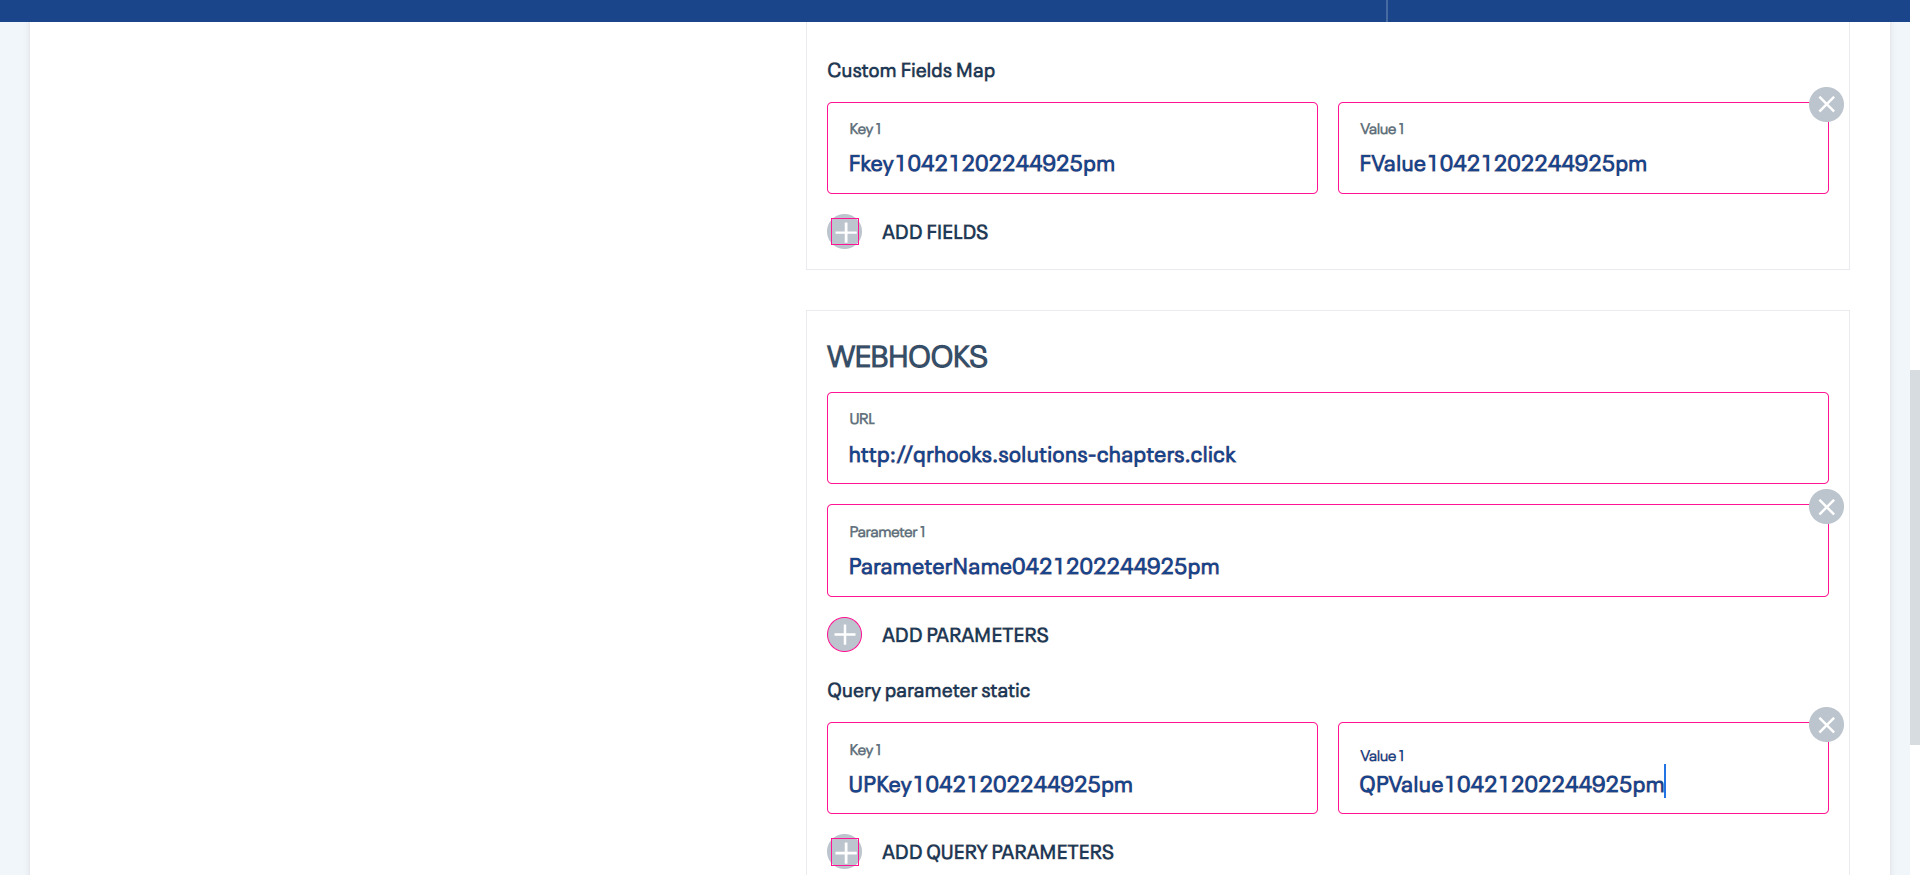 Custom Fields Map
Key 1
Value 1
Fkey10421202244925pm
FValue10421202244925pm
ADD FIELDS
WEBHOOKS
URL
http://qrhooks.solutions-chapters.click
Parameter 1
ParameterName0421202244925pm
ADD PARAMETERS
Query parameter static
Key 1
Value 1
UPKey10421202244925pm
QPValue10421202244925pm
ADD QUERY PARAMETERS